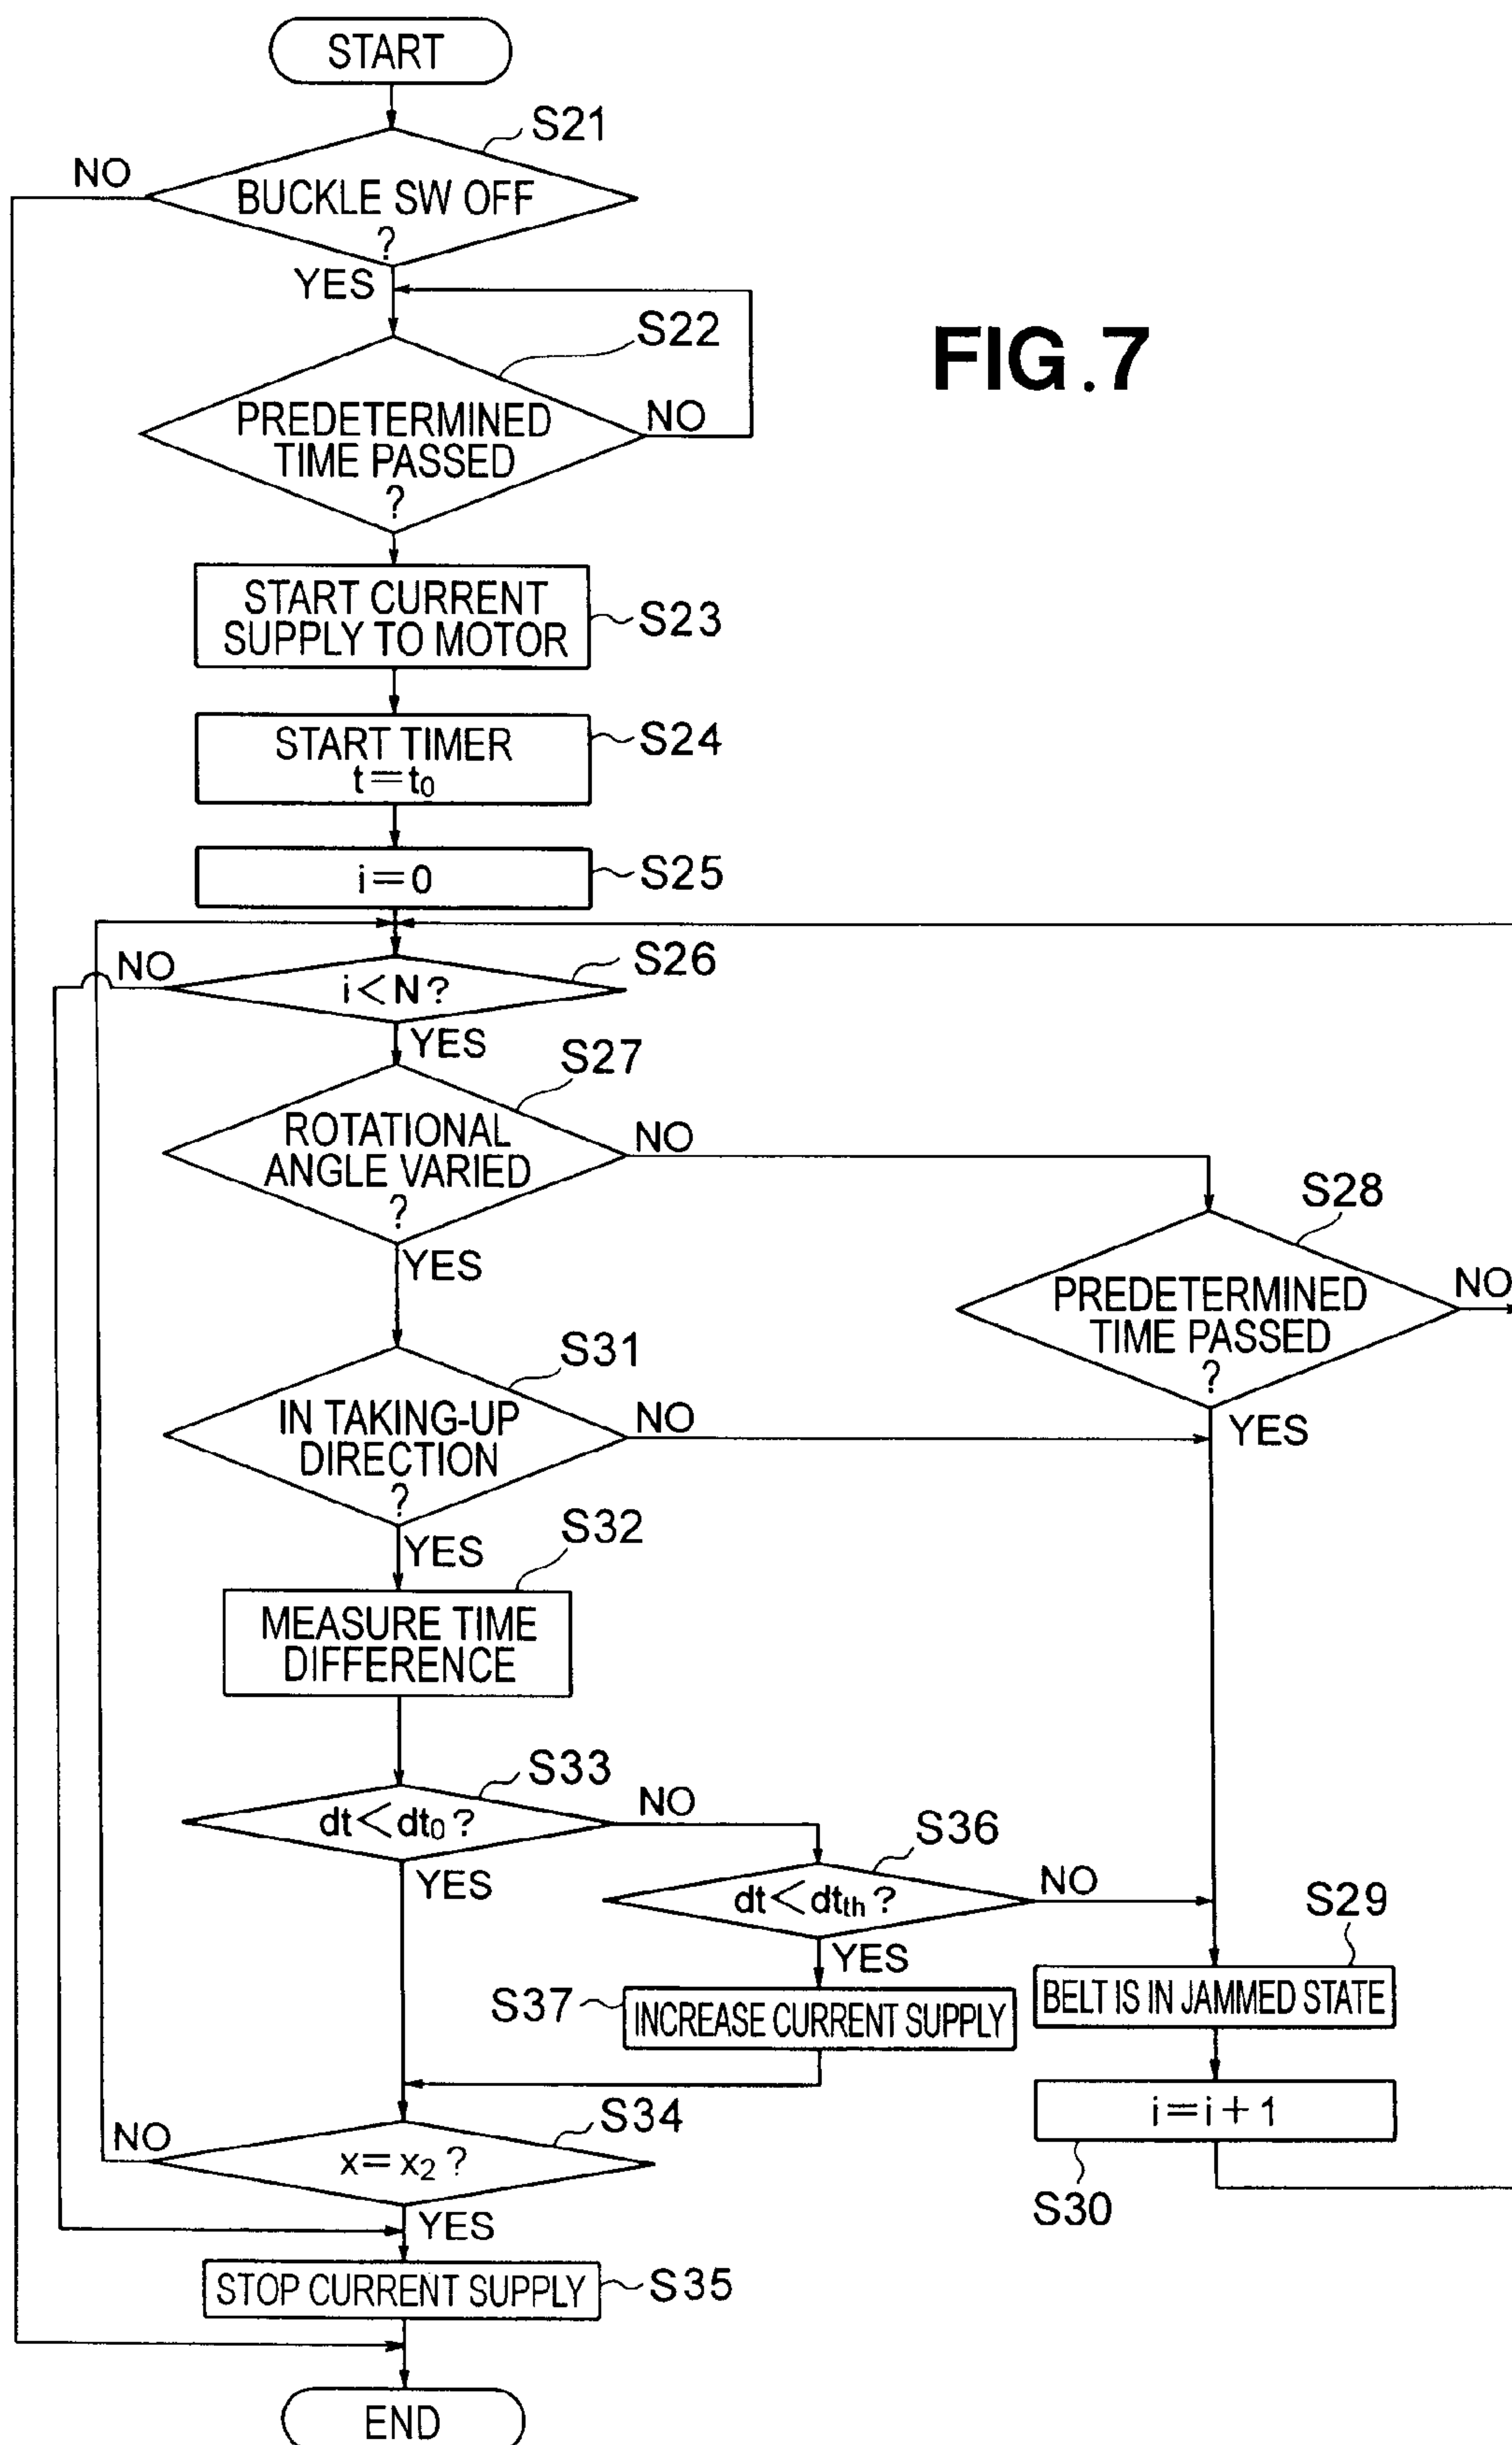 START
S21
NO
BUCKLE SW OFF
?
YES
S22
FIG.7
PREDETERMINED
TIME PASSED
?
NO
START CURRENT
SUPPLY TO MOTOR
S23
START TIMER
t=t0
S24
i=0
S25
NO
i<N?
S26
YES
S27
ROTATIONAL
ANGLE VARIED
?
NO
S28
YES
PREDETERMINED
TIME PASSED
?
NO
YES
S31
IN TAKING-UP
DIRECTION
?
NO
YES
S32
MEASURE TIME
DIFFERENCE
S33
dt<dt0?
NO
YES
S36
dt<dtth?
NO
YES
S29
S37
INCREASE CURRENT SUPPLY
BELT IS IN JAMMED STATE
i=i+1
S30
S34
NO
x=x2?
YES
STOP CURRENT SUPPLY
S35
END